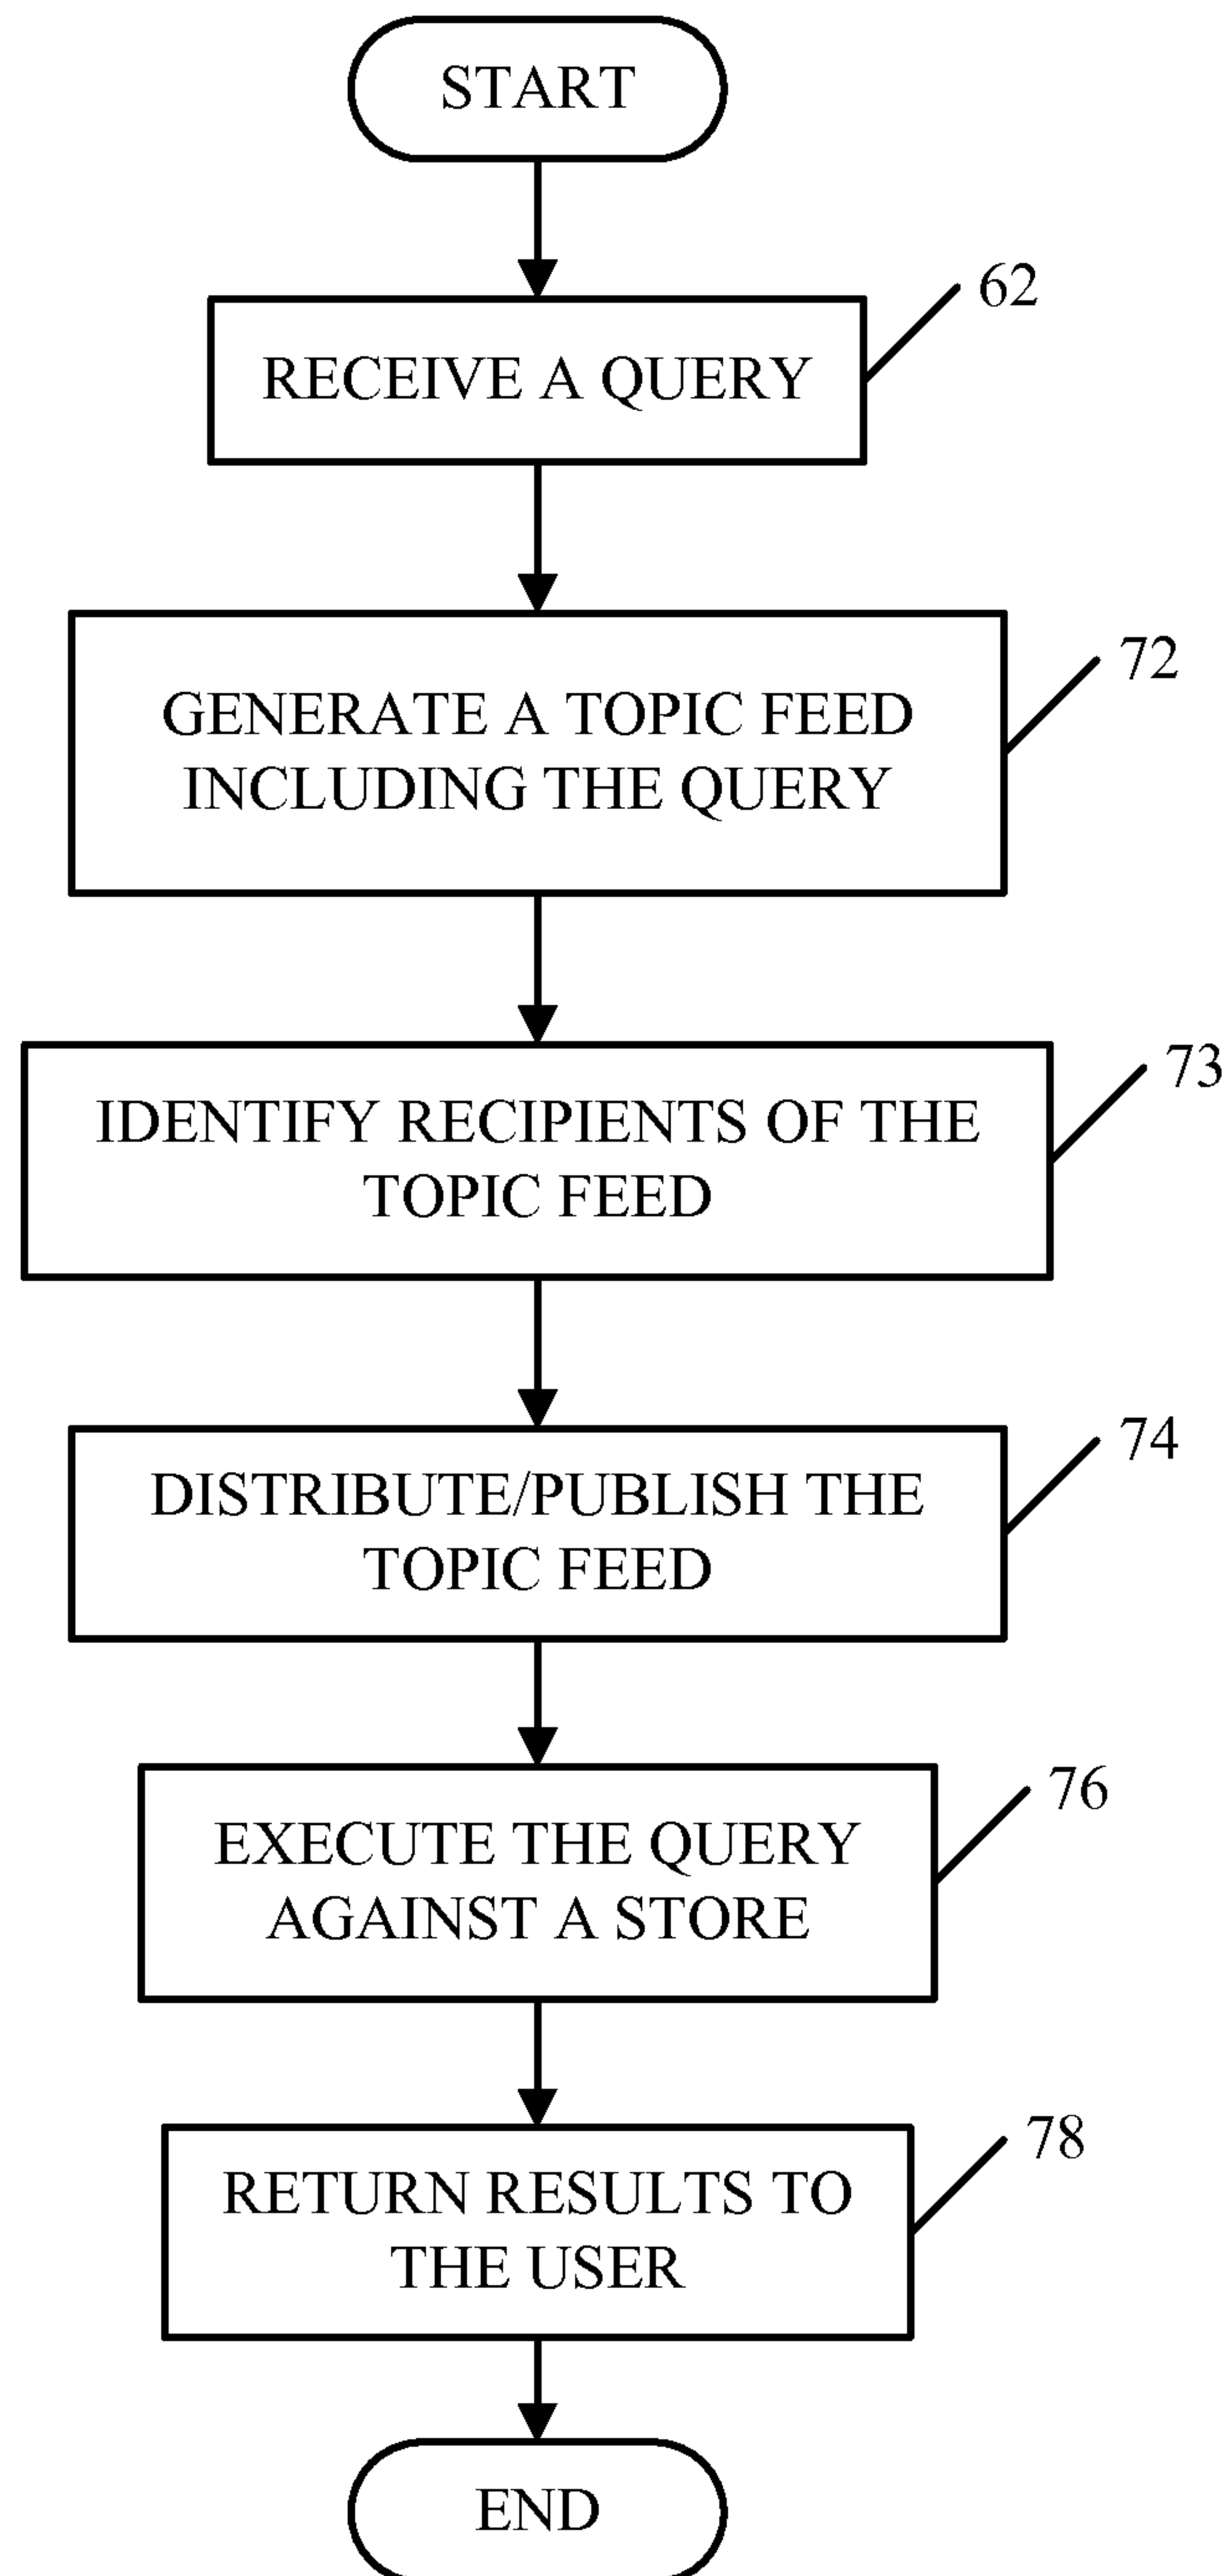 START
62
RECEIVE A QUERY
72
GENERATE A TOPIC FEED
INCLUDING THE QUERY
73
IDENTIFY RECIPIENTS OF THE
TOPIC FEED
74
DISTRIBUTE/PUBLISH THE
TOPIC FEED
76
EXECUTE THE QUERY
AGAINST A STORE
78
RETURN RESULTS TO
THE USER
END